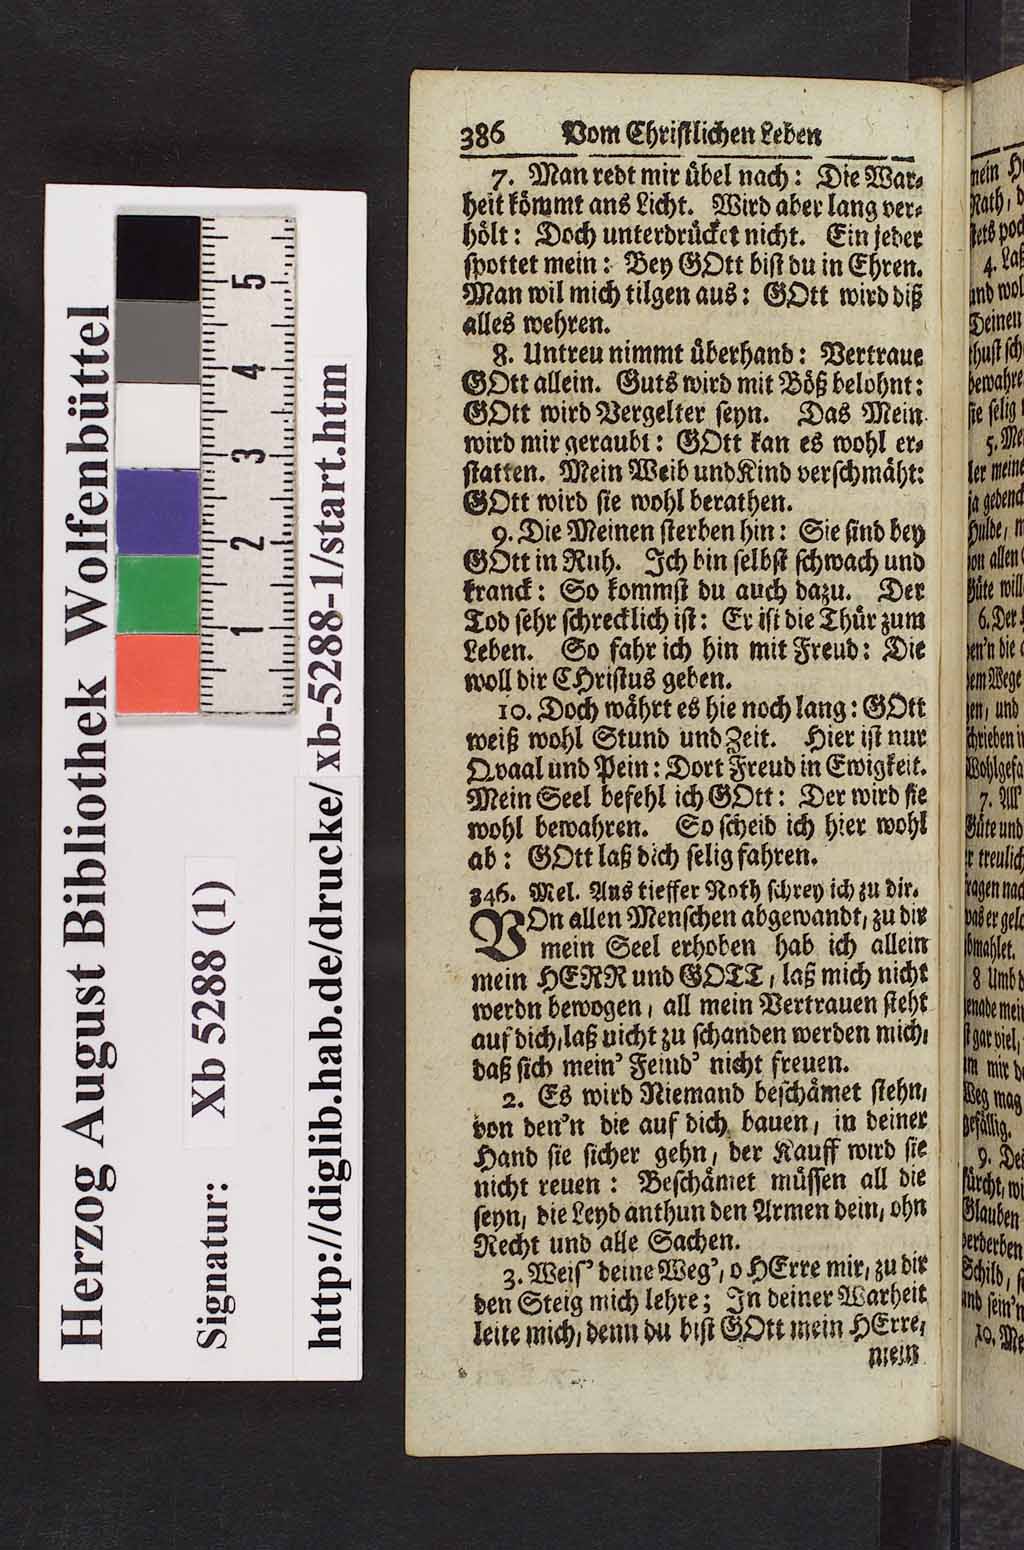 Herzog August Bibliothek Wolfenbüttel
Signatur: Xb 5288 (1)
http://diglib.hab.de/drucke/ xb-5288-1/start.htm
5
4
3
2
1
386 Vom Christlichen Leben
7. Man redt mir übel nach: Die War-
heit kömmt ans Licht. Wird aber lang ver-
hölt: Doch unterdrücket nicht. Ein jeder
spottet mein: Bey GOtt bist du in Ehren.
Man wil mich tilgen aus: GOtt wird diß
alles wehren.
8. Untreu nimmt überhand: Vertraue
GOtt allein. Guts wird mit Böß belohnt:
GOtt wird Vergelter seyn. Das Mein
wird mir geraubt: GOtt kan es wohl er-
statten. Mein Weib und Kind verschmäht:
GOtt wird sie wohl berathen.
9. Die Meinen sterben hin: Sie sind bey
GOtt in Ruh. Ich bin selbst schwach und
kranck: So kommst du auch dazu. Der
Tod sehr schrecklich ist: Er ist die Thür zum
Leben. So fahr ich hin mit Freud: Die
woll dir CHristus geben.
10. Doch währt es hie noch lang: GOtt
weiß wohl Stund und Zeit. Hier ist nur
Qvaal und Pein: Dort Freud in Ewigkeit.
Mein Seel befehl ich GOtt: Der wird sie
wohl bewahren. So scheid ich hier wohl
ab: GOtt laß dich selig fahren.
346. Mel. Aus tieffer Noth schrey ich zu dir.
VOn allen Menschen abgewandt, zu dir
mein Seel erhoben hab ich allein
mein HERR und GOTT, laß mich nicht
werdn bewogen, all mein Vertrauen steht
auf dich, laß nicht zu schanden werden mich,
daß sich mein' Feind' nicht freuen.
2. Es wird Niemand beschämet stehn,
von den'n die auf dich bauen, in deiner
Hand sie sicher gehn, der Kauff wird sie
nicht reuen: Beschämet müssen all die
seyn, die Leyd anthun den Armen dein, ohn
Recht und alle Sachen.
3. Weis' deine Weg', o HErre mir, zu dir
den Steig mich lehre; In deiner Warheit
leite mich, denn du bist GOtt mein HErre,
mein